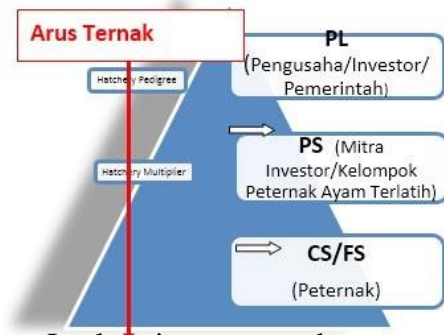 Arus Ternak
PL
(Pengusaha/Investor/
Pemerintah)
Hatchery Pedigree
PS (Mitra
Investor/Kelompok
Peternak Ayam Terlatih)
Hatchery Multiplier
CS/FS
(Peternak)